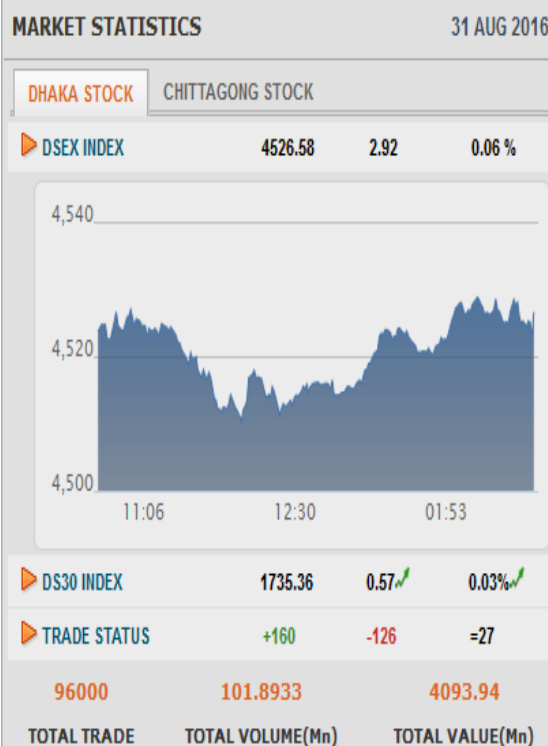 MARKET STATISTICS 31 AUG 2016
DHAKA STOCK CHITTAGONG STOCK
DSEX INDEX 4526.58 2.92 0.06 %
4,540
4,520
4,500
11:06 12:30 01:53
DS30 INDEX 1735.36 0.57 0.03%
TRADE STATUS +160 -126 =27
96000 101.8933 4093.94
TOTAL TRADE TOTAL VOLUME(Mn) TOTAL VALUE(Mn)